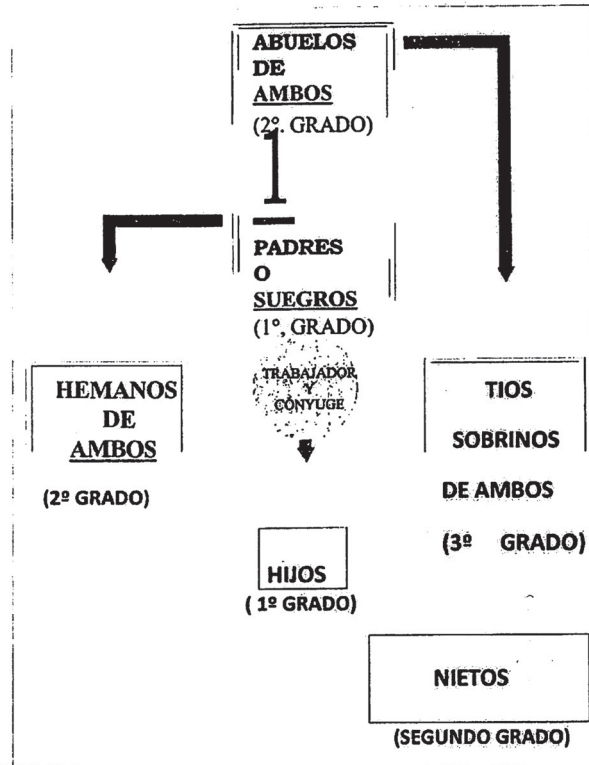 ABUELOS
DE
AMBOS
(2º. GRADO)
PADRES
O
SUEGROS
(1º, GRADO)
TRABAJADOR
Y
CÓNYUGE
HEMANOS
DE
AMBOS
(2º GRADO)
TIOS
SOBRINOS
DE AMBOS
(3º GRADO)
HIJOS
( 1º GRADO)
NIETOS
(SEGUNDO GRADO)